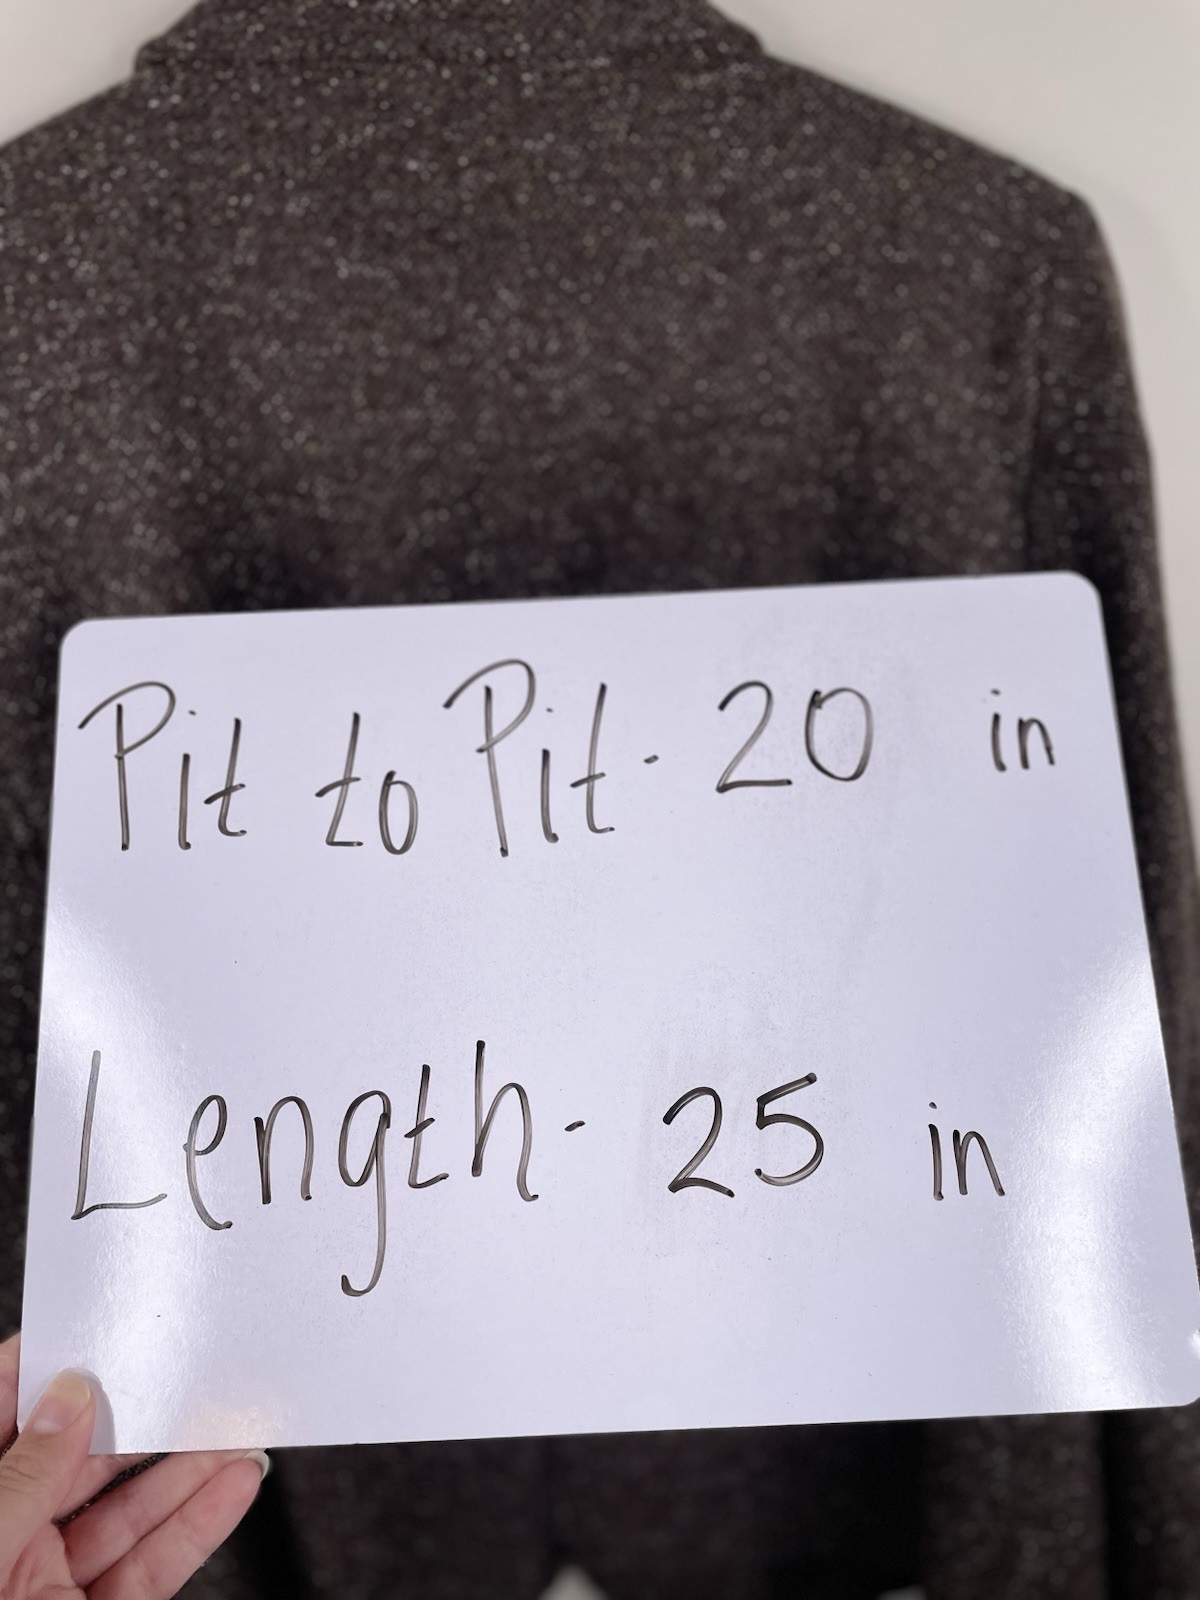 Pit to Pit- 20 in
Length- 25 in